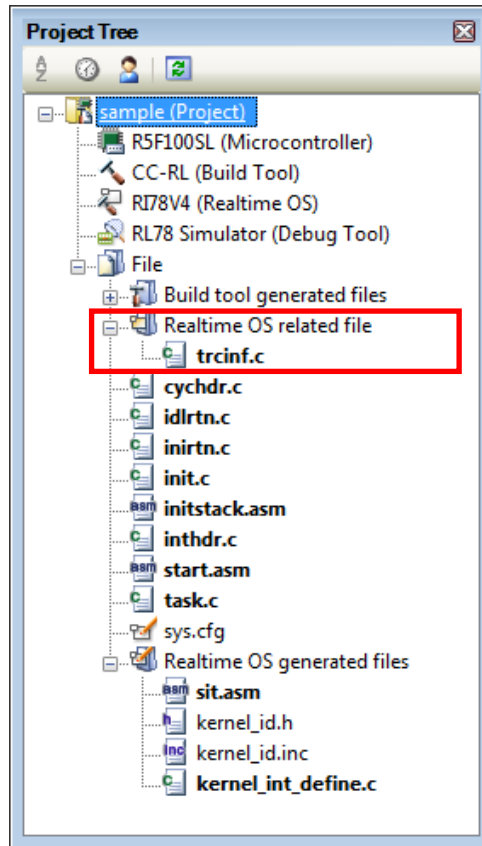 Project Tree
sample (Project)
R5F100SL (Microcontroller)
CC-RL (Build Tool)
RI78V4 (Realtime OS)
RL78 Simulator (Debug Tool)
File
Build tool generated files
Realtime OS related file
trcinf.c
cychdr.c
idlrtn.c
inirtn.c
init.c
initstack.asm
inthdr.c
start.asm
task.c
sys.cfg
Realtime OS generated files
sit.asm
kernel_id.h
kernel_id.inc
kernel_int_define.c